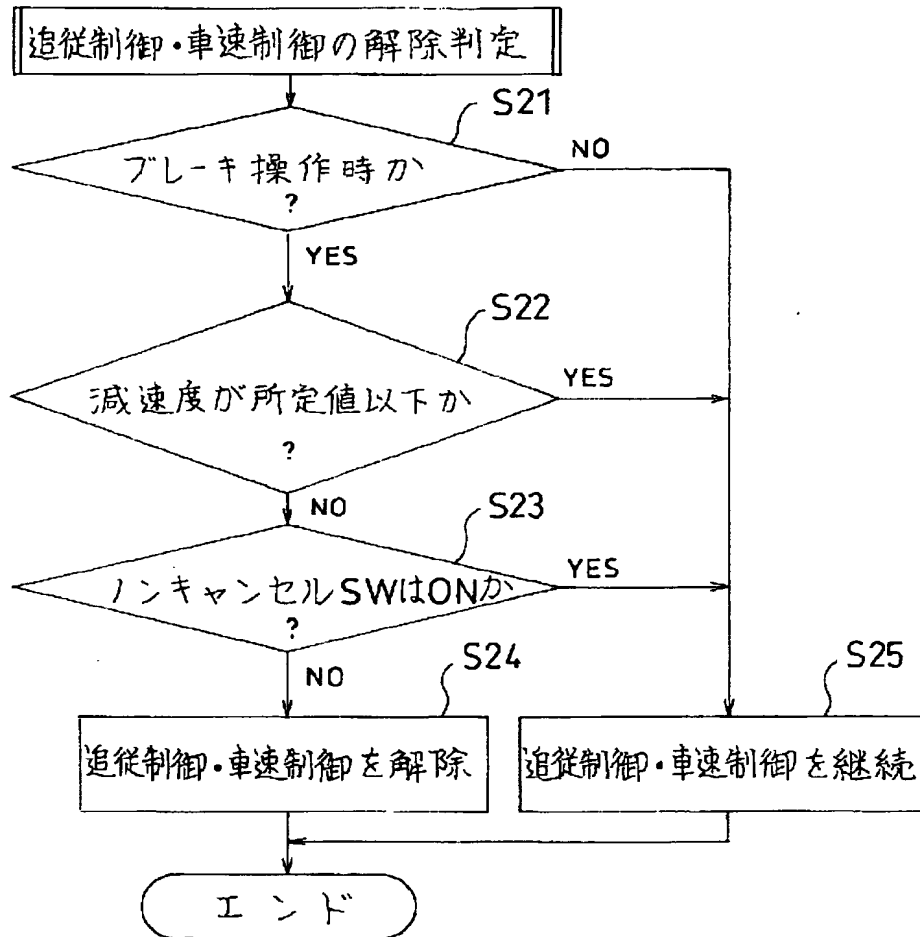 追従制御・車速制御の解除判定
S21
ブレーキ操作時か
?
NO
YES
S22
減速度が所定値以下か
?
YES
NO
S23
ノンキャンセルSWはONか
?
YES
NO
S24
追従制御・車速制御を解除
S25
追従制御・車速制御を継続
エンド